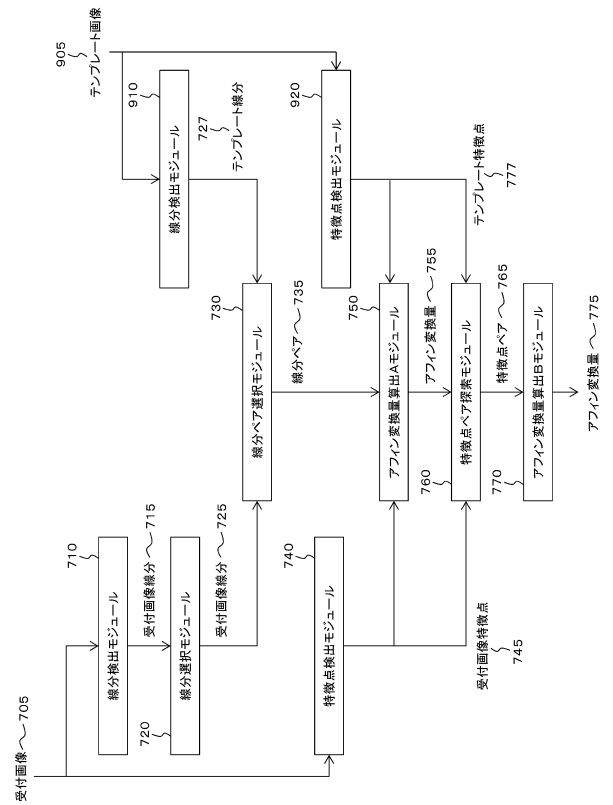 受付画像 705
線分検出モジュール 710
受付画像線分 715
線分選択モジュール 720
受付画像線分 725
特徴点検出モジュール 740
受付画像特徴点 745
テンプレート画像 905
線分検出モジュール 910
テンプレート線分 727
特徴点検出モジュール 920
テンプレート特徴点 777
線分ペア選択モジュール 730
線分ペア 735
アフィン変換量算出Aモジュール 750
アフィン変換量 755
特徴点ペア探索モジュール 760
特徴点ペア 765
アフィン変換量算出Bモジュール 770
アフィン変換量 775